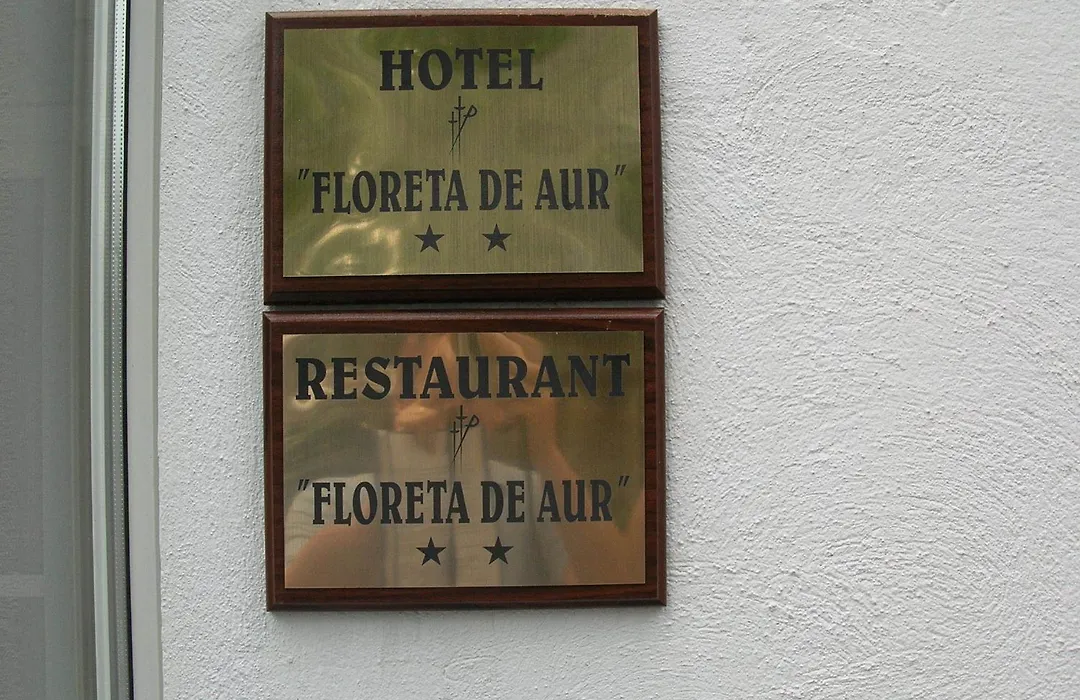 HOTEL
"FLORETA DE AUR"
★ ★
RESTAURANT
"FLORETA DE AUR"
★ ★